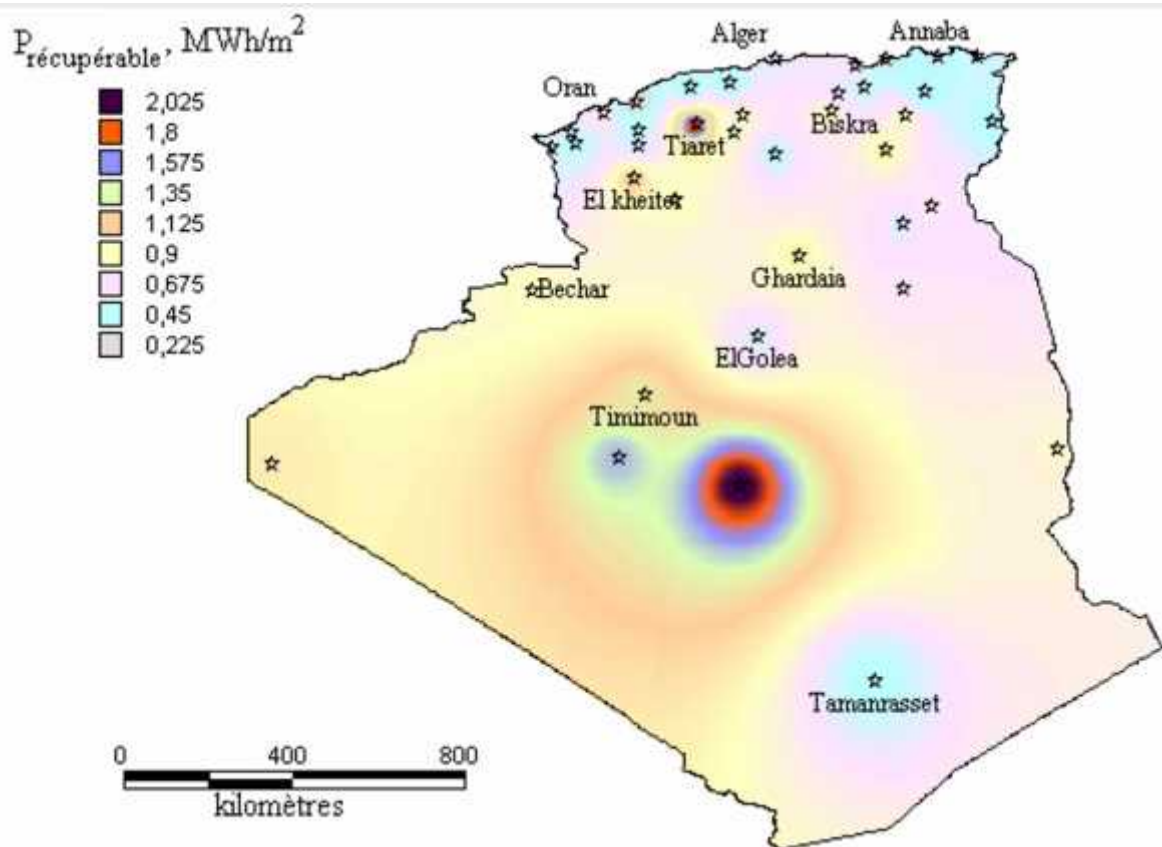 P récupérable, MWh/m²
2,025
1,8
1,575
1,35
1,125
0,9
0,675
0,45
0,225
Alger
Annaba
Oran
Tiaret
Biskra
El kheiter
Ghardaia
Bechar
ElGolea
Timimoun
Tamanrasset
0 400 800
kilomètres